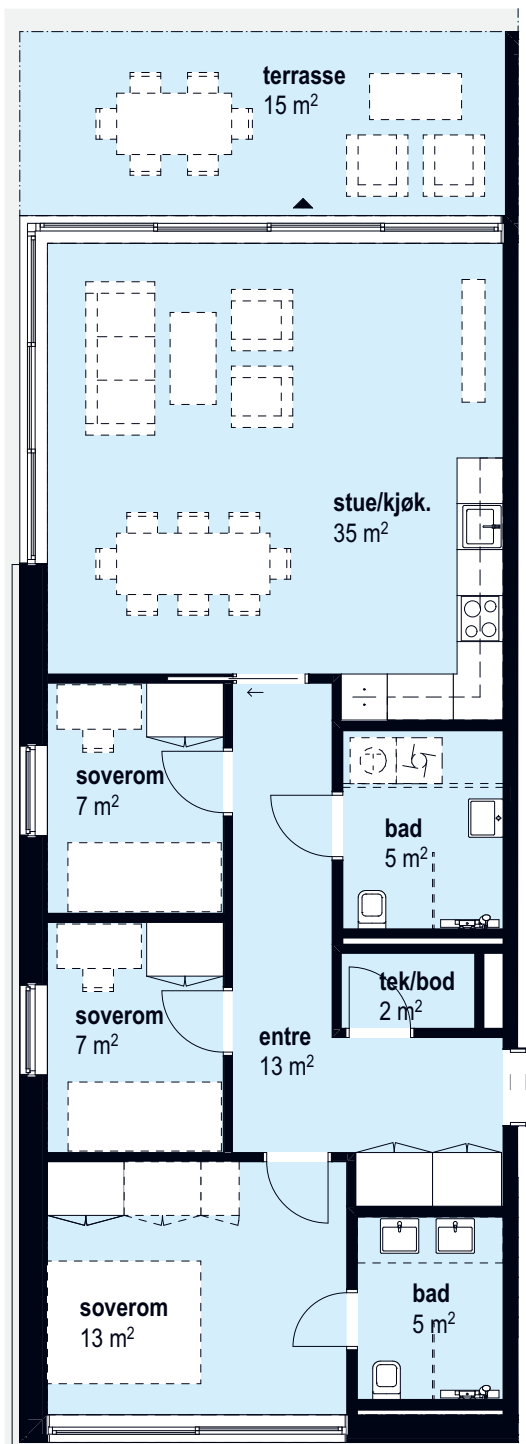 terrasse
15 m²
stue/kjøk.
35 m²
soverom
7 m²
bad
5 m²
soverom
7 m²
tek/bod
2 m²
entre
13 m²
soverom
13 m²
bad
5 m²